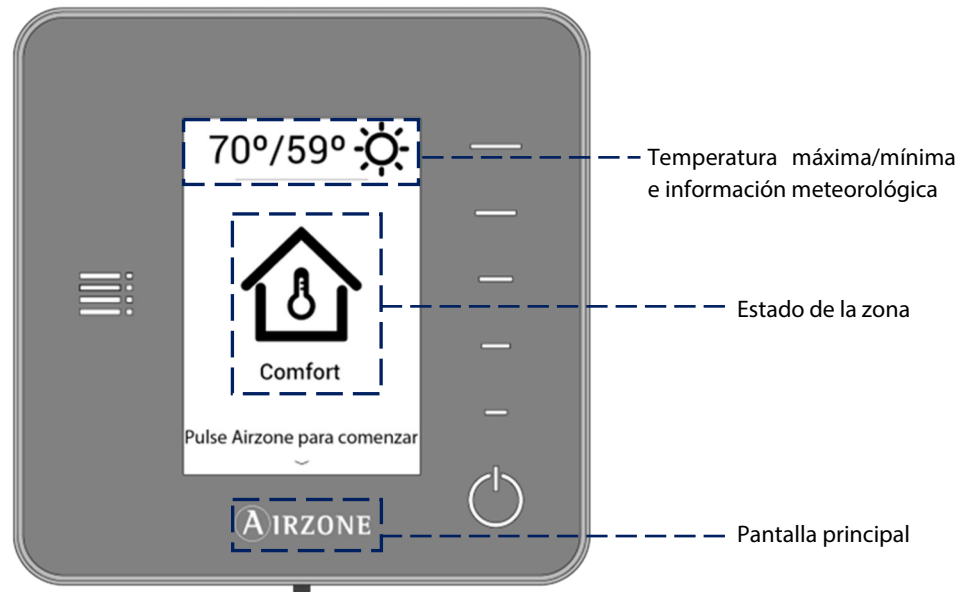 70º/59º
Temperatura máxima/mínima
e información meteorológica
Estado de la zona
Comfort
Pulse Airzone para comenzar
AIRZONE
Pantalla principal